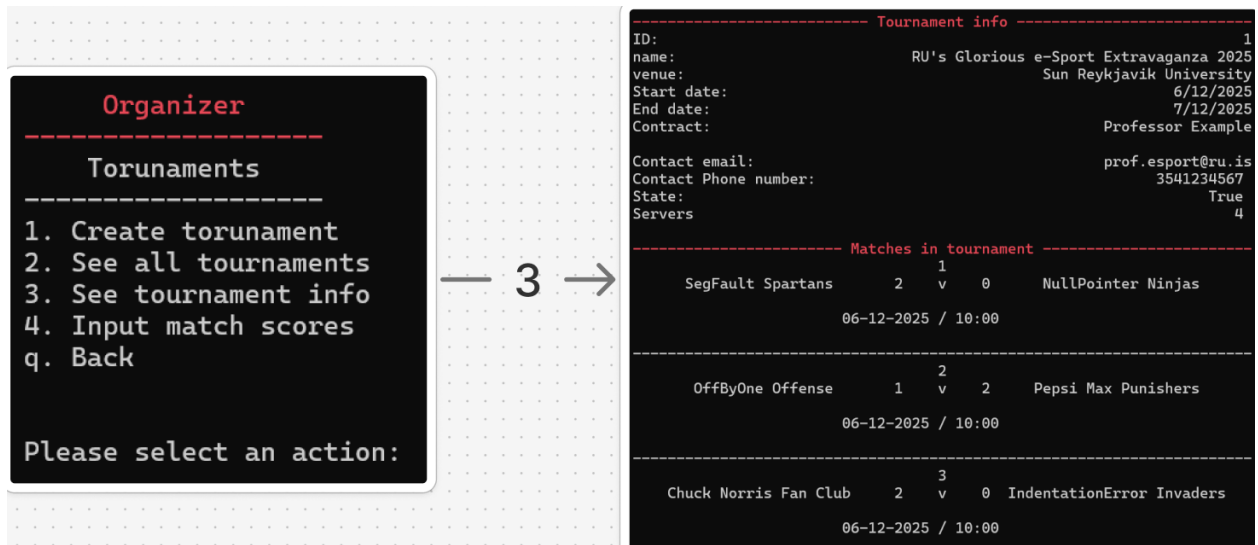 Organizer
--------------------
Torunaments
--------------------
1. Create torunament
2. See all tournaments
3. See tournament info
4. Input match scores
q. Back
Please select an action:
3
--------------------------- Tournament info ---------------------------
ID: 1
name: RU's Glorious e-Sport Extravaganza 2025
venue: Sun Reykjavik University
Start date: 6/12/2025
End date: 7/12/2025
Contract: Professor Example
Contact email: prof.esport@ru.is
Contact Phone number: 3541234567
State: True
Servers 4
------------------------ Matches in tournament ------------------------
1
SegFault Spartans 2 v 0 NullPointer Ninjas
06-12-2025 / 10:00
-----------------------------------------------------------------------
2
OffByOne Offense 1 v 2 Pepsi Max Punishers
06-12-2025 / 10:00
-----------------------------------------------------------------------
3
Chuck Norris Fan Club 2 v 0 IndentationError Invaders
06-12-2025 / 10:00